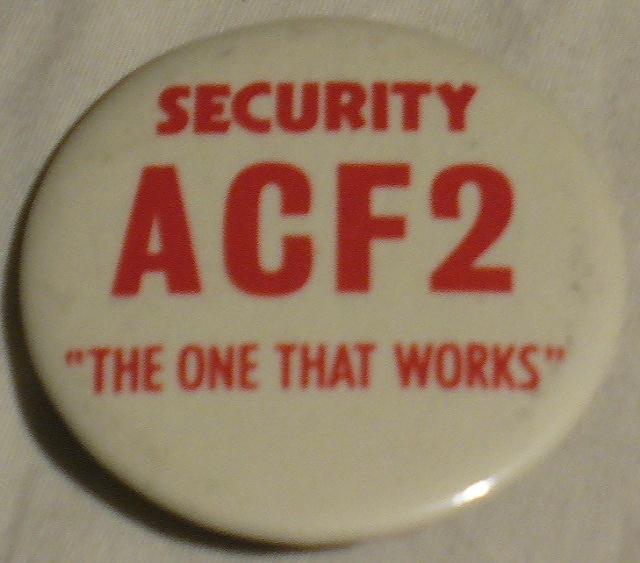 SECURITY
ACF2
"THE ONE THAT WORKS"